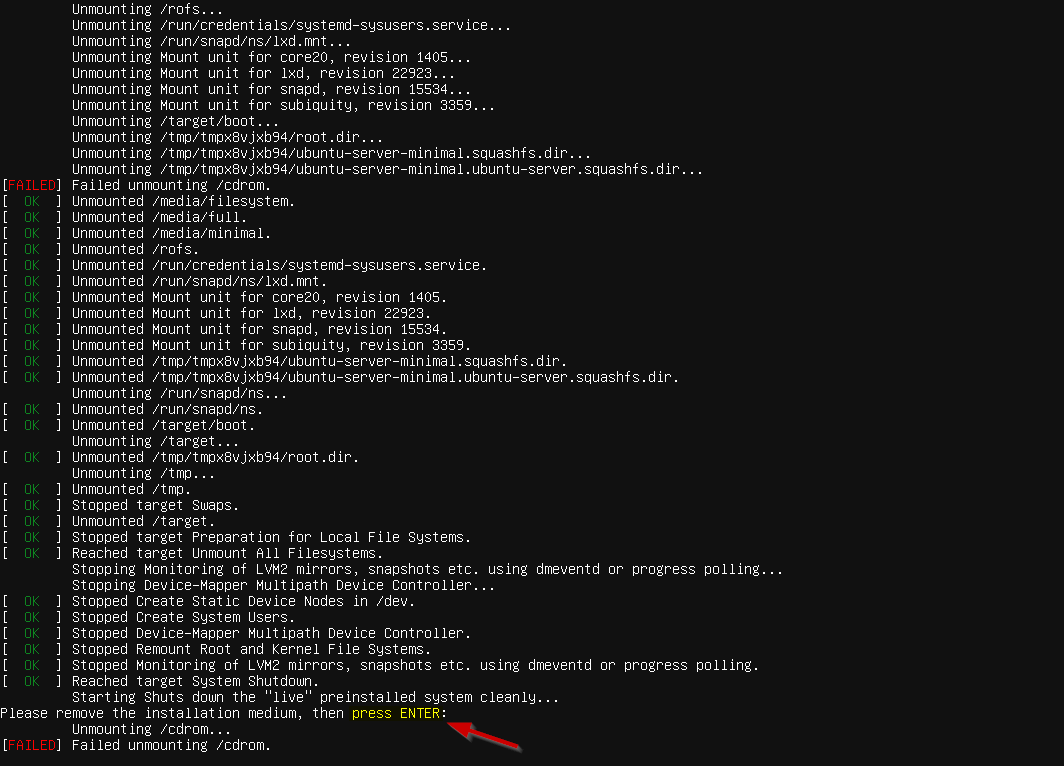 Unmounting /rofs...
Unmounting /run/credentials/systemd-sysusers.service...
Unmounting /run/snapd/ns/lxd.mnt...
Unmounting Mount unit for core20, revision 1405...
Unmounting Mount unit for lxd, revision 22923...
Unmounting Mount unit for snapd, revision 15534...
Unmounting Mount unit for subiquity, revision 3359...
Unmounting /target/boot...
Unmounting /tmp/tmpx8vjxb94/root.dir...
Unmounting /tmp/tmpx8vjxb94/ubuntu-server-minimal.squashfs.dir...
Unmounting /tmp/tmpx8vjxb94/ubuntu-server-minimal.ubuntu-server.squashfs.dir...
[FAILED] Failed unmounting /cdrom.
[  OK  ] Unmounted /media/filesystem.
[  OK  ] Unmounted /media/full.
[  OK  ] Unmounted /media/minimal.
[  OK  ] Unmounted /rofs.
[  OK  ] Unmounted /run/credentials/systemd-sysusers.service.
[  OK  ] Unmounted /run/snapd/ns/lxd.mnt.
[  OK  ] Unmounted Mount unit for core20, revision 1405.
[  OK  ] Unmounted Mount unit for lxd, revision 22923.
[  OK  ] Unmounted Mount unit for snapd, revision 15534.
[  OK  ] Unmounted Mount unit for subiquity, revision 3359.
[  OK  ] Unmounted /tmp/tmpx8vjxb94/ubuntu-server-minimal.squashfs.dir.
[  OK  ] Unmounted /tmp/tmpx8vjxb94/ubuntu-server-minimal.ubuntu-server.squashfs.dir.
Unmounting /run/snapd/ns...
[  OK  ] Unmounted /run/snapd/ns.
[  OK  ] Unmounted /target/boot.
Unmounting /target...
[  OK  ] Unmounted /tmp/tmpx8vjxb94/root.dir.
Unmounting /tmp...
[  OK  ] Unmounted /tmp.
[  OK  ] Stopped target Swaps.
[  OK  ] Unmounted /target.
[  OK  ] Stopped target Preparation for Local File Systems.
[  OK  ] Reached target Unmount All Filesystems.
Stopping Monitoring of LVM2 mirrors, snapshots etc. using dmeventd or progress polling...
Stopping Device-Mapper Multipath Device Controller...
[  OK  ] Stopped Create Static Device Nodes in /dev.
[  OK  ] Stopped Create System Users.
[  OK  ] Stopped Device-Mapper Multipath Device Controller.
[  OK  ] Stopped Remount Root and Kernel File Systems.
[  OK  ] Stopped Monitoring of LVM2 mirrors, snapshots etc. using dmeventd or progress polling.
[  OK  ] Reached target System Shutdown.
Starting Shuts down the "live" preinstalled system cleanly...
Please remove the installation medium, then press ENTER:
Unmounting /cdrom...
[FAILED] Failed unmounting /cdrom.